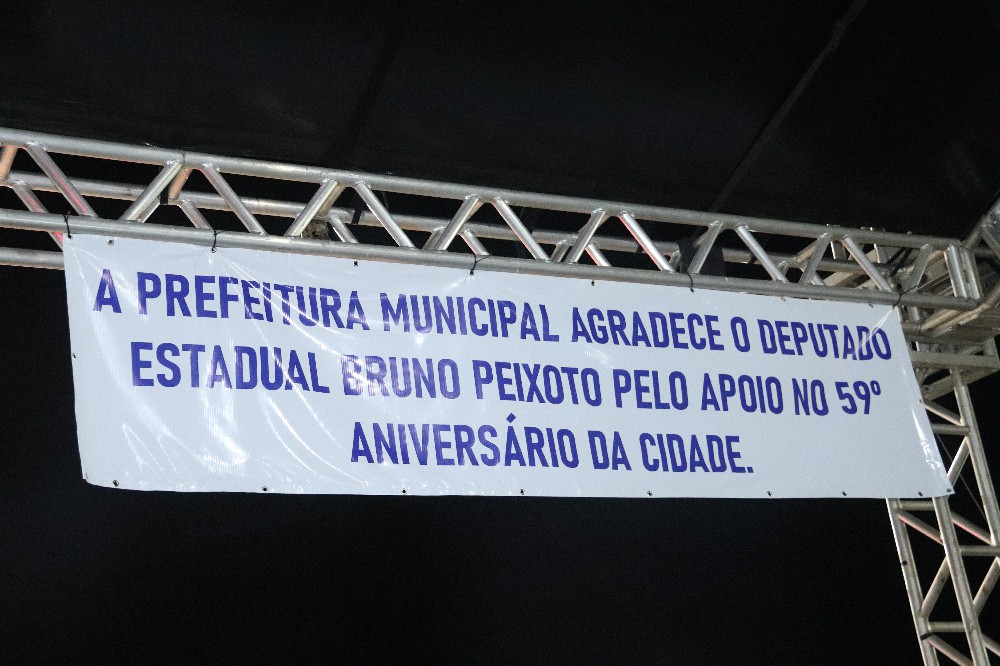 A PREFEITURA MUNICIPAL AGRADECE O DEPUTADO
ESTADUAL BRUNO PEIXOTO PELO APOIO NO 59º
ANIVERSÁRIO DA CIDADE.